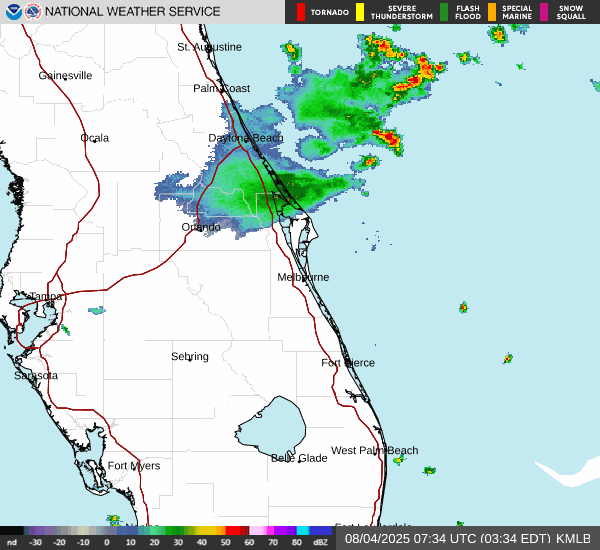 NATIONAL WEATHER SERVICE
TORNADO
SEVERE THUNDERSTORM
FLASH FLOOD
SPECIAL MARINE
SNOW SQUALL
St. Augustine
Gainesville
Palm Coast
Ocala
Daytona Beach
Orlando
Melbourne
Tampa
Sebring
Fort Pierce
Sarasota
West Palm Beach
Belle Glade
Fort Myers
Fort Lauderdale
nd -30 -20 -10 0 10 20 30 40 50 60 70 80 dBZ
08/04/2025 07:34 UTC (03:34 EDT) KMLB